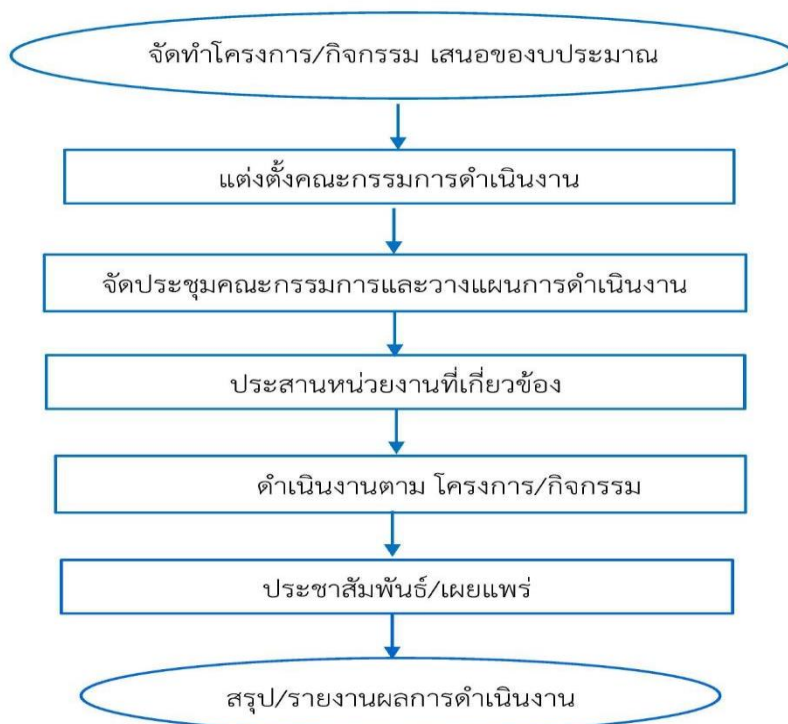 จัดทำโครงการ/กิจกรรม เสนอของบประมาณ
แต่งตั้งคณะกรรมการดำเนินงาน
จัดประชุมคณะกรรมการและวางแผนการดำเนินงาน
ประสานหน่วยงานที่เกี่ยวข้อง
ดำเนินงานตาม โครงการ/กิจกรรม
ประชาสัมพันธ์/เผยแพร่
สรุป/รายงานผลการดำเนินงาน